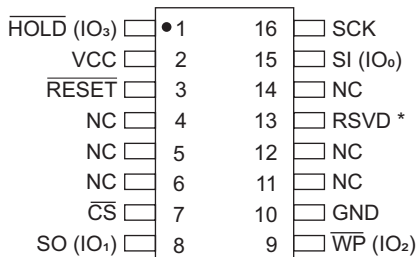 HOLD (IO₃) 1 16 SCK
VCC 2 15 SI (IO₀)
RESET 3 14 NC
NC 4 13 RSVD *
NC 5 12 NC
NC 6 11 NC
CS 7 10 GND
SO (IO₁) 8 9 WP (IO₂)